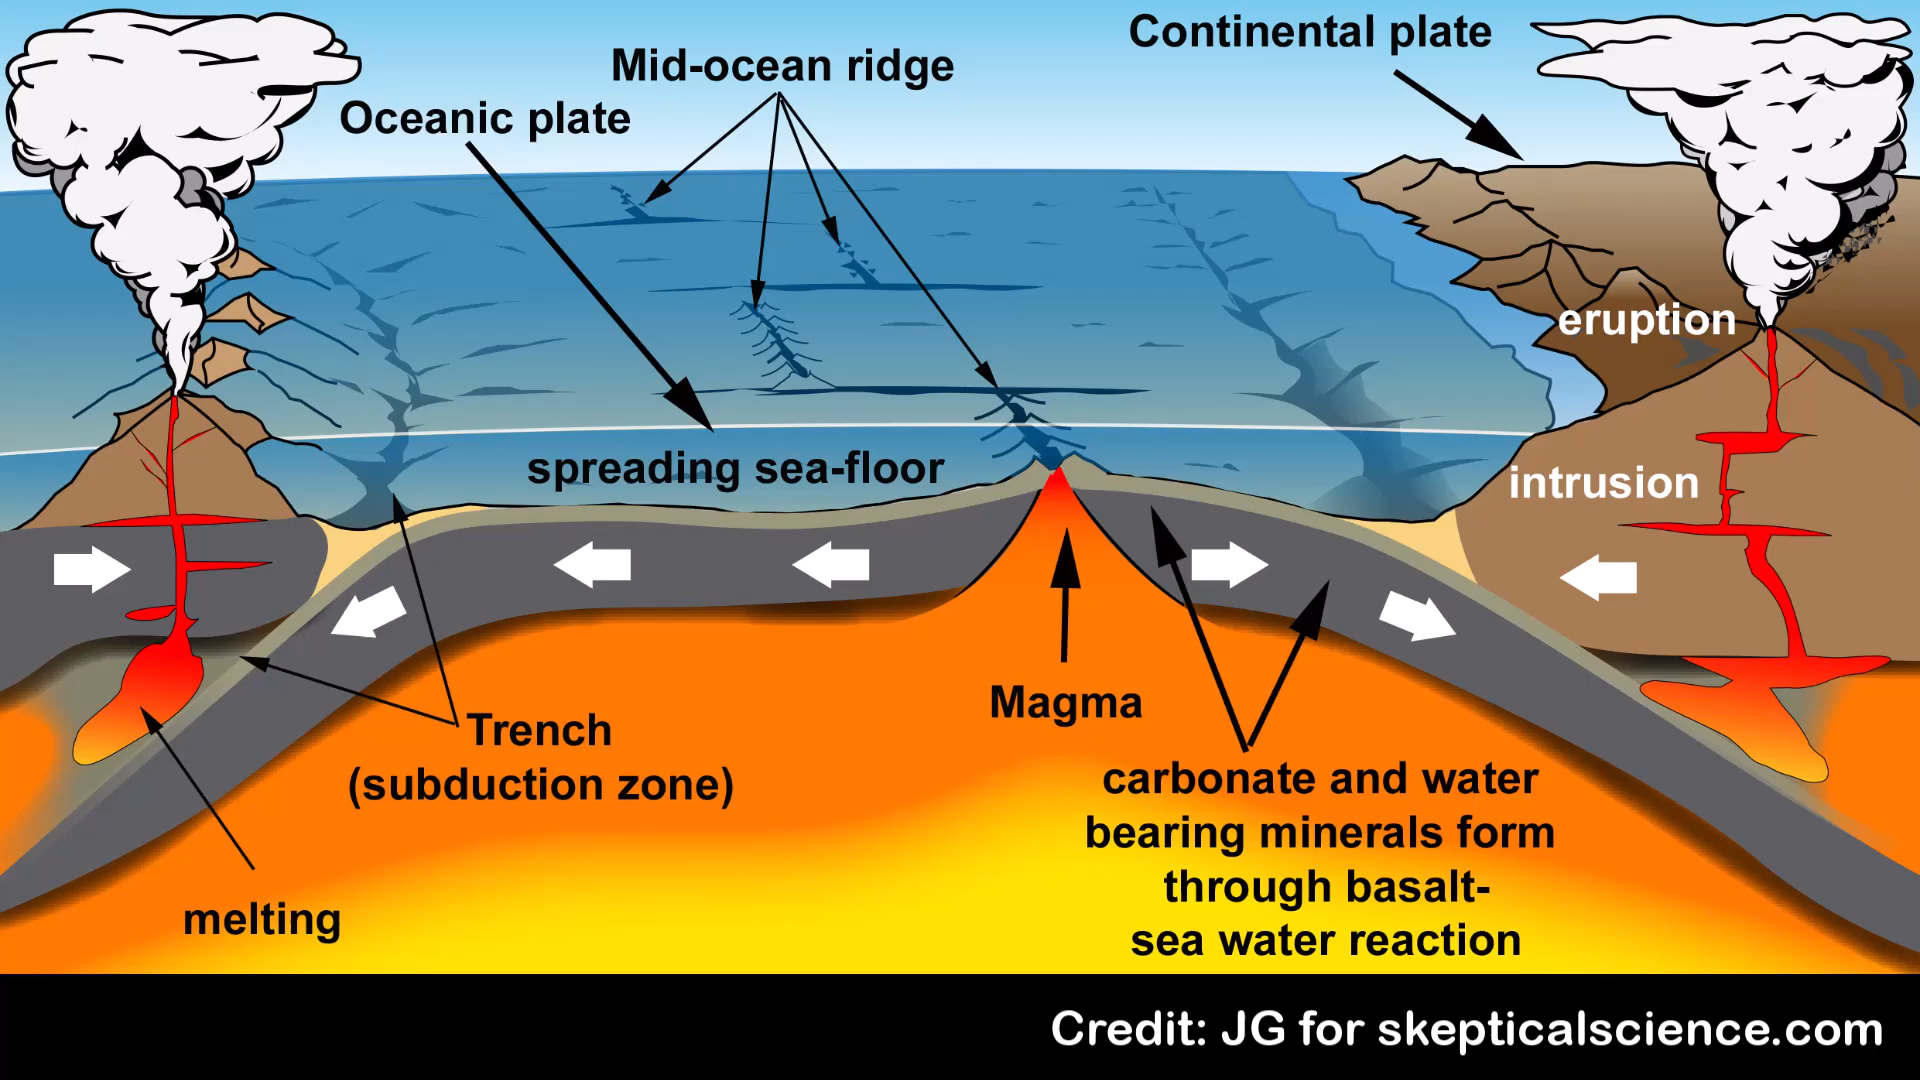 Continental plate
Mid-ocean ridge
Oceanic plate
eruption
spreading sea-floor
intrusion
Magma
Trench
(subduction zone)
carbonate and water
bearing minerals form
through basalt-
sea water reaction
melting
Credit: JG for skepticalscience.com